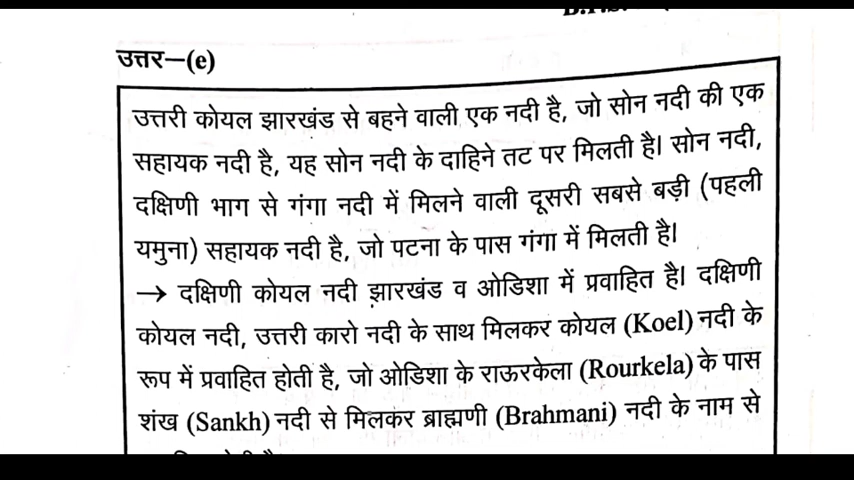 उत्तर—(e)
उत्तरी कोयल झारखंड से बहने वाली एक नदी है, जो सोन नदी की एक
सहायक नदी है, यह सोन नदी के दाहिने तट पर मिलती है। सोन नदी,
दक्षिणी भाग से गंगा नदी में मिलने वाली दूसरी सबसे बड़ी (पहली
यमुना) सहायक नदी है, जो पटना के पास गंगा में मिलती है।
→ दक्षिणी कोयल नदी झारखंड व ओडिशा में प्रवाहित है। दक्षिणी
कोयल नदी, उत्तरी कारो नदी के साथ मिलकर कोयल (Koel) नदी के
रूप में प्रवाहित होती है, जो ओडिशा के राऊरकेला (Rourkela) के पास
शंख (Sankh) नदी से मिलकर ब्राह्मणी (Brahmani) नदी के नाम से